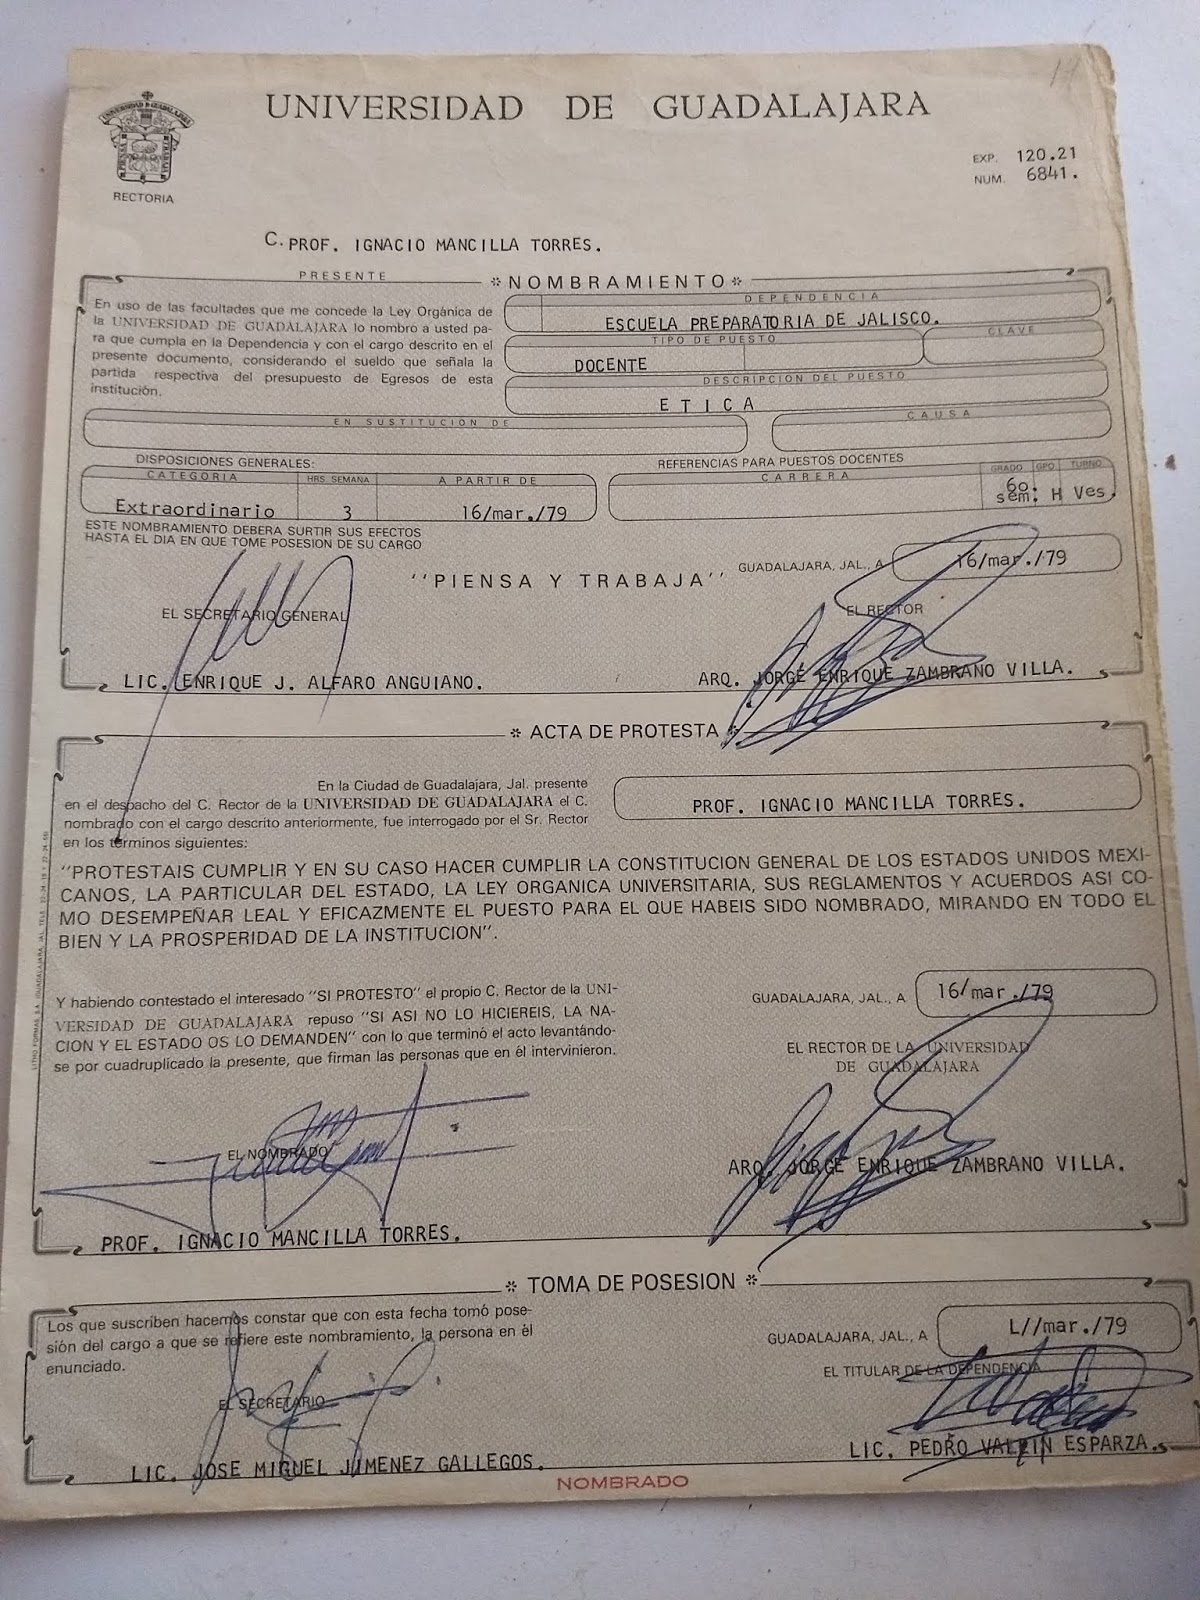 UNIVERSIDAD DE GUADALAJARA
UNIVERSIDAD D GUADALAJARA
PIENSA TRABAJA
RECTORIA
EXP. 120.21
NUM. 6841.
C. PROF. IGNACIO MANCILLA TORRES.
PRESENTE
NOMBRAMIENTO
En uso de las facultades que me concede la Ley Orgánica de
la UNIVERSIDAD DE GUADALAJARA lo nombro a usted pa-
ra que cumpla en la Dependencia y con el cargo descrito en el
presente documento, considerando el sueldo que señala la
partida respectiva del presupuesto de Egresos de esta
institución.
DEPENDENCIA
ESCUELA PREPARATORIA DE JALISCO.
TIPO DE PUESTO
CLAVE
DOCENTE
DESCRIPCION DEL PUESTO
E T I C A
EN SUSTITUCION DE
CAUSA
DISPOSICIONES GENERALES:
REFERENCIAS PARA PUESTOS DOCENTES
CATEGORIA HRS SEMANA A PARTIR DE
CARRERA GRADO GPO TURNO
Extraordinario 3 16/mar./79
6o. sem. H Ves.
ESTE NOMBRAMIENTO DEBERA SURTIR SUS EFECTOS
HASTA EL DIA EN QUE TOME POSESION DE SU CARGO
''PIENSA Y TRABAJA''
GUADALAJARA, JAL., A 16/mar./79
EL SECRETARIO GENERAL
EL RECTOR
LIC. ENRIQUE J. ALFARO ANGUIANO.
ARQ. JORGE ENRIQUE ZAMBRANO VILLA.
ACTA DE PROTESTA
En la Ciudad de Guadalajara, Jal. presente
en el despacho del C. Rector de la UNIVERSIDAD DE GUADALAJARA el C.
nombrado con el cargo descrito anteriormente, fue interrogado por el Sr. Rector
en los términos siguientes:
PROF. IGNACIO MANCILLA TORRES.
"PROTESTAIS CUMPLIR Y EN SU CASO HACER CUMPLIR LA CONSTITUCION GENERAL DE LOS ESTADOS UNIDOS MEXI-
CANOS, LA PARTICULAR DEL ESTADO, LA LEY ORGANICA UNIVERSITARIA, SUS REGLAMENTOS Y ACUERDOS ASI CO-
MO DESEMPEÑAR LEAL Y EFICAZMENTE EL PUESTO PARA EL QUE HABEIS SIDO NOMBRADO, MIRANDO EN TODO EL
BIEN Y LA PROSPERIDAD DE LA INSTITUCION".
Y habiendo contestado el interesado "SI PROTESTO" el propio C. Rector de la UNI-
VERSIDAD DE GUADALAJARA repuso "SI ASI NO LO HICIEREIS, LA NA-
CION Y EL ESTADO OS LO DEMANDEN" con lo que terminó el acto levantándo-
se por cuadruplicado la presente, que firman las personas que en él intervinieron.
GUADALAJARA, JAL., A 16/mar./79
EL RECTOR DE LA UNIVERSIDAD
DE GUADALAJARA
EL NOMBRADO
ARQ. JORGE ENRIQUE ZAMBRANO VILLA.
PROF. IGNACIO MANCILLA TORRES.
TOMA DE POSESION
Los que suscriben hacemos constar que con esta fecha tomó pose-
sión del cargo a que se refiere este nombramiento, la persona en él
enunciado.
GUADALAJARA, JAL., A L//mar./79
EL TITULAR DE LA DEPENDENCIA
EL SECRETARIO
LIC. PEDRO VALLIN ESPARZA.
LIC. JOSE MIGUEL JIMENEZ GALLEGOS.
NOMBRADO